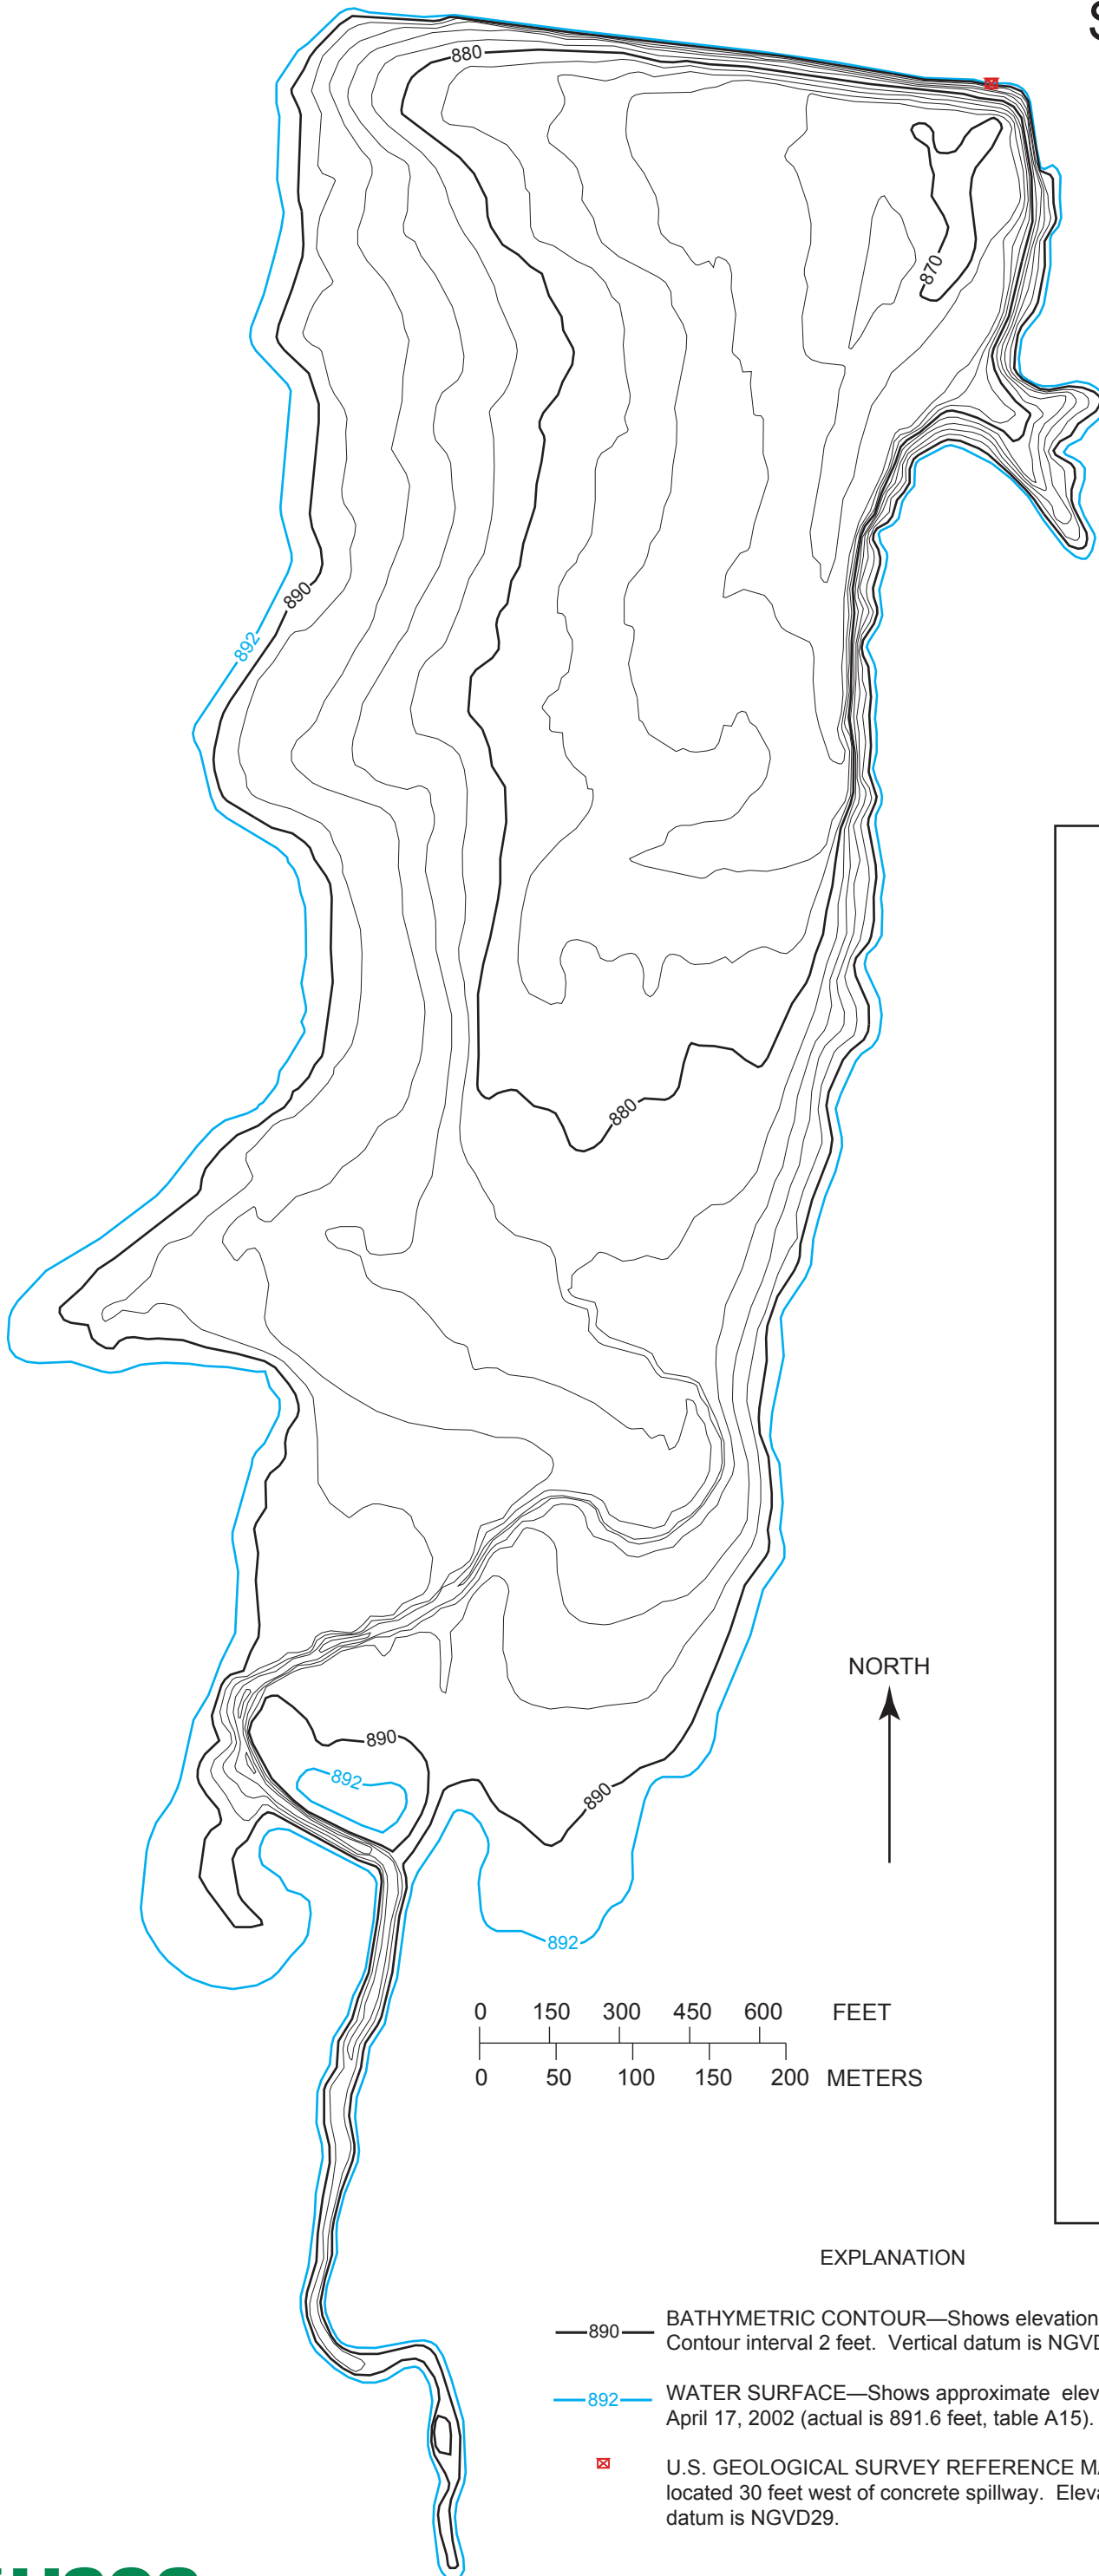 880
870
890
892
880
NORTH
890
892
890
892
0 150 300 450 600 FEET
0 50 100 150 200 METERS
EXPLANATION
890 BATHYMETRIC CONTOUR—Shows elevation
Contour interval 2 feet. Vertical datum is NGVD
892 WATER SURFACE—Shows approximate elev
April 17, 2002 (actual is 891.6 feet, table A15).
U.S. GEOLOGICAL SURVEY REFERENCE MA
located 30 feet west of concrete spillway. Eleva
datum is NGVD29.